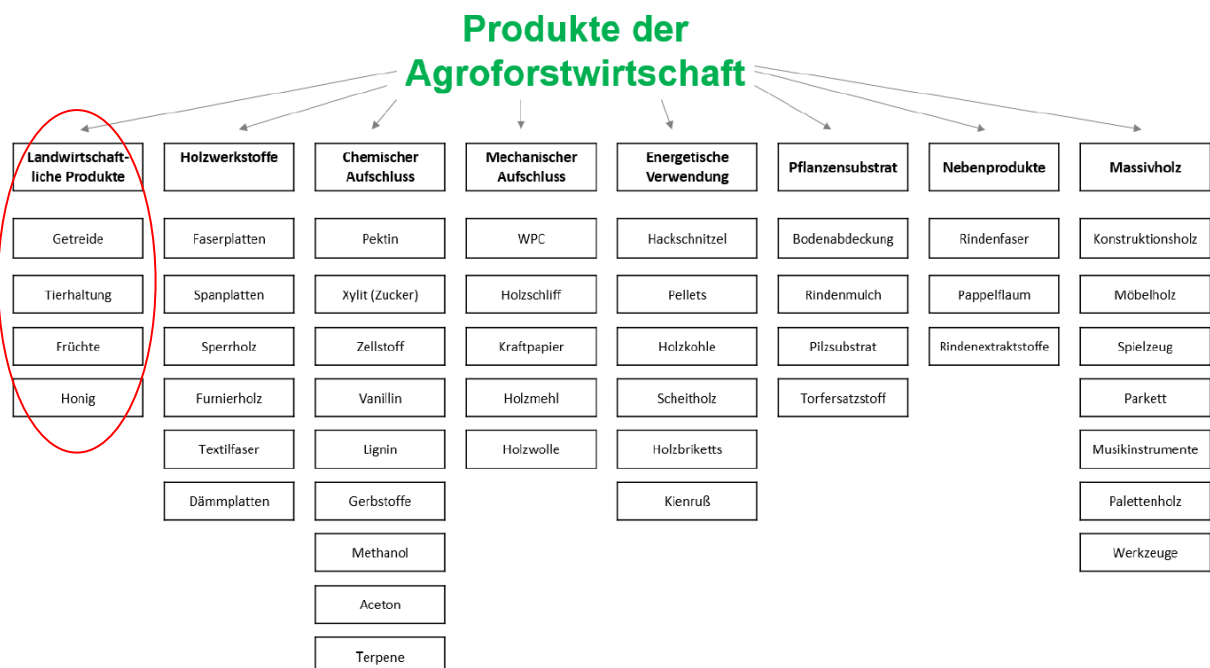 Produkte der
Agroforstwirtschaft
Landwirtschaft-
liche Produkte
Getreide
Tierhaltung
Früchte
Honig
Holzwerkstoffe
Faserplatten
Spanplatten
Sperrholz
Furnierholz
Textilfaser
Dämmplatten
Chemischer
Aufschluss
Pektin
Xylit (Zucker)
Zellstoff
Vanillin
Lignin
Gerbstoffe
Methanol
Aceton
Terpene
Mechanischer
Aufschluss
WPC
Holzschliff
Kraftpapier
Holzmehl
Holzwolle
Energetische
Verwendung
Hackschnitzel
Pellets
Holzkohle
Scheitholz
Holzbriketts
Kienruß
Pflanzensubstrat
Bodenabdeckung
Rindenmulch
Pilzsubstrat
Torfersatzstoff
Nebenprodukte
Rindenfaser
Pappelflaum
Rindenextraktstoffe
Massivholz
Konstruktionsholz
Möbelholz
Spielzeug
Parkett
Musikinstrumente
Palettenholz
Werkzeuge